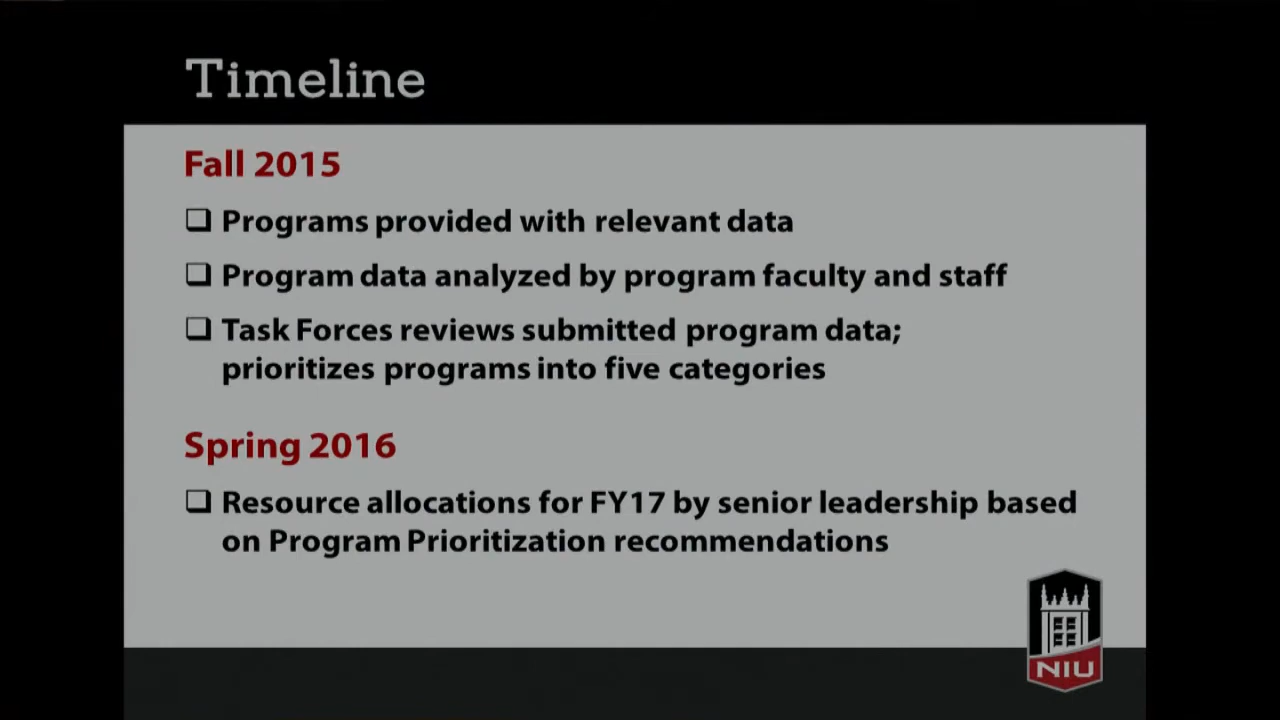 Timeline
Fall 2015
Programs provided with relevant data
Program data analyzed by program faculty and staff
Task Forces reviews submitted program data;
prioritizes programs into five categories
Spring 2016
Resource allocations for FY17 by senior leadership based
on Program Prioritization recommendations
NIU